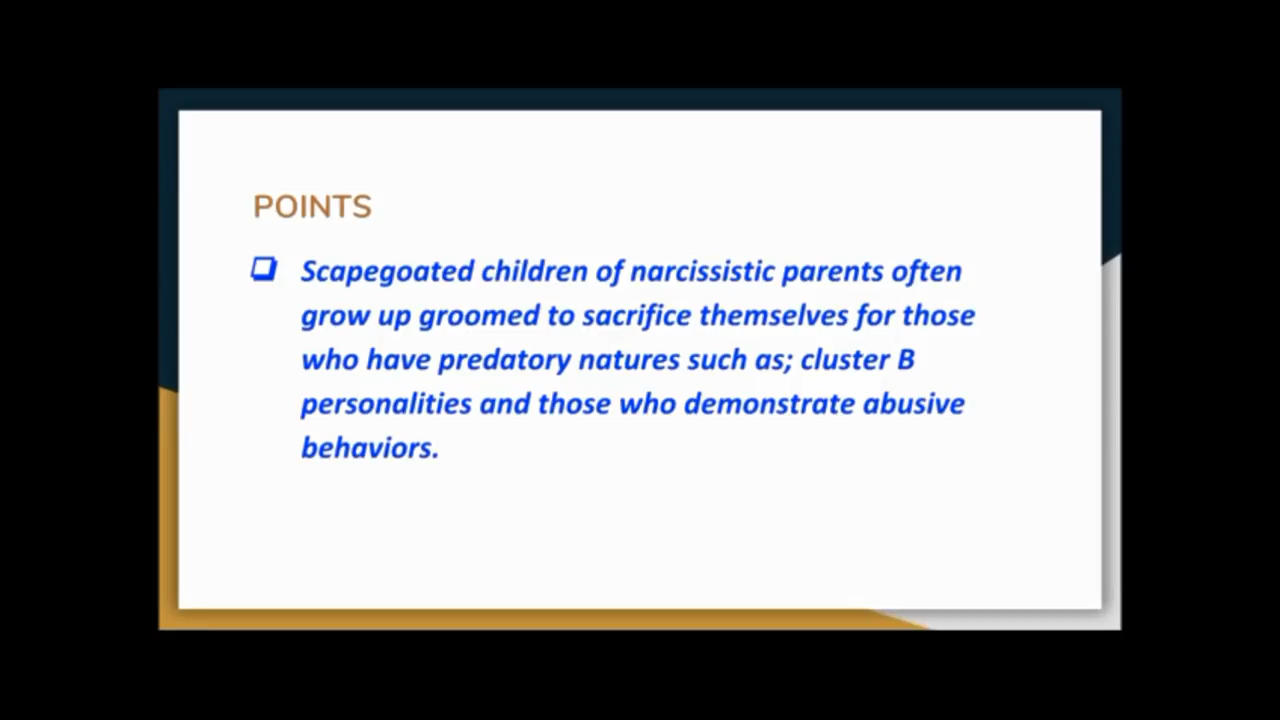 POINTS
❏ Scapegoated children of narcissistic parents often
grow up groomed to sacrifice themselves for those
who have predatory natures such as; cluster B
personalities and those who demonstrate abusive
behaviors.